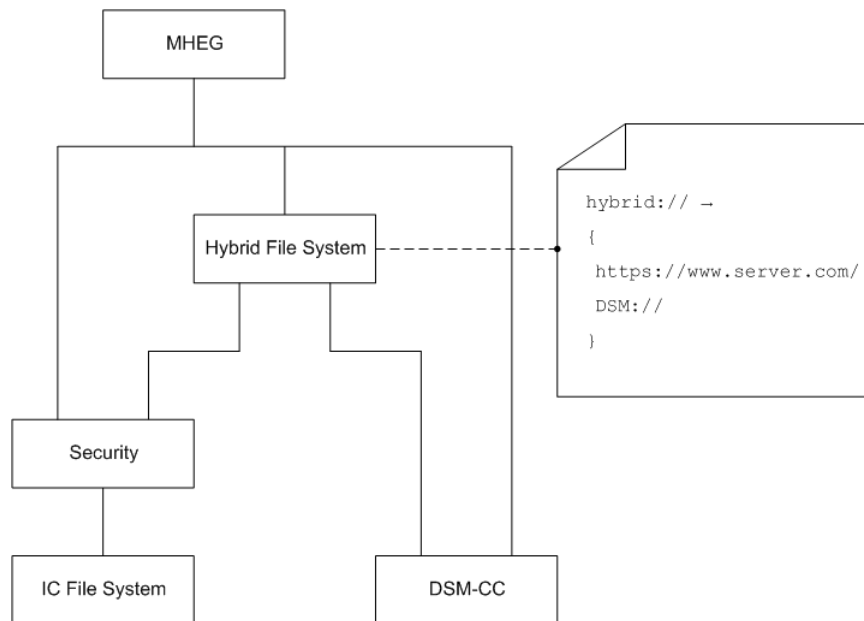 MHEG
hybrid:// →
Hybrid File System
{
https://www.server.com/
DSM://
}
Security
IC File System
DSM-CC